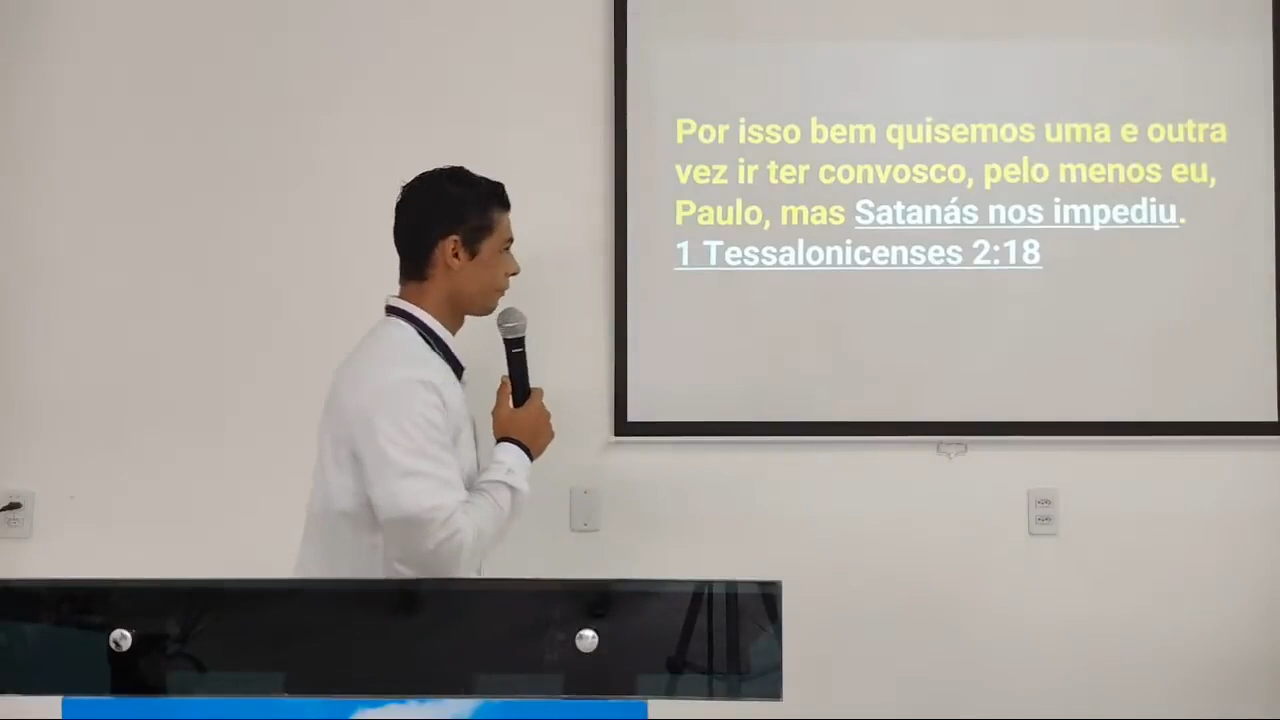 Por isso bem quisemos uma e outra
vez ir ter convosco, pelo menos eu,
Paulo, mas Satanás nos impediu.
1 Tessalonicenses 2:18